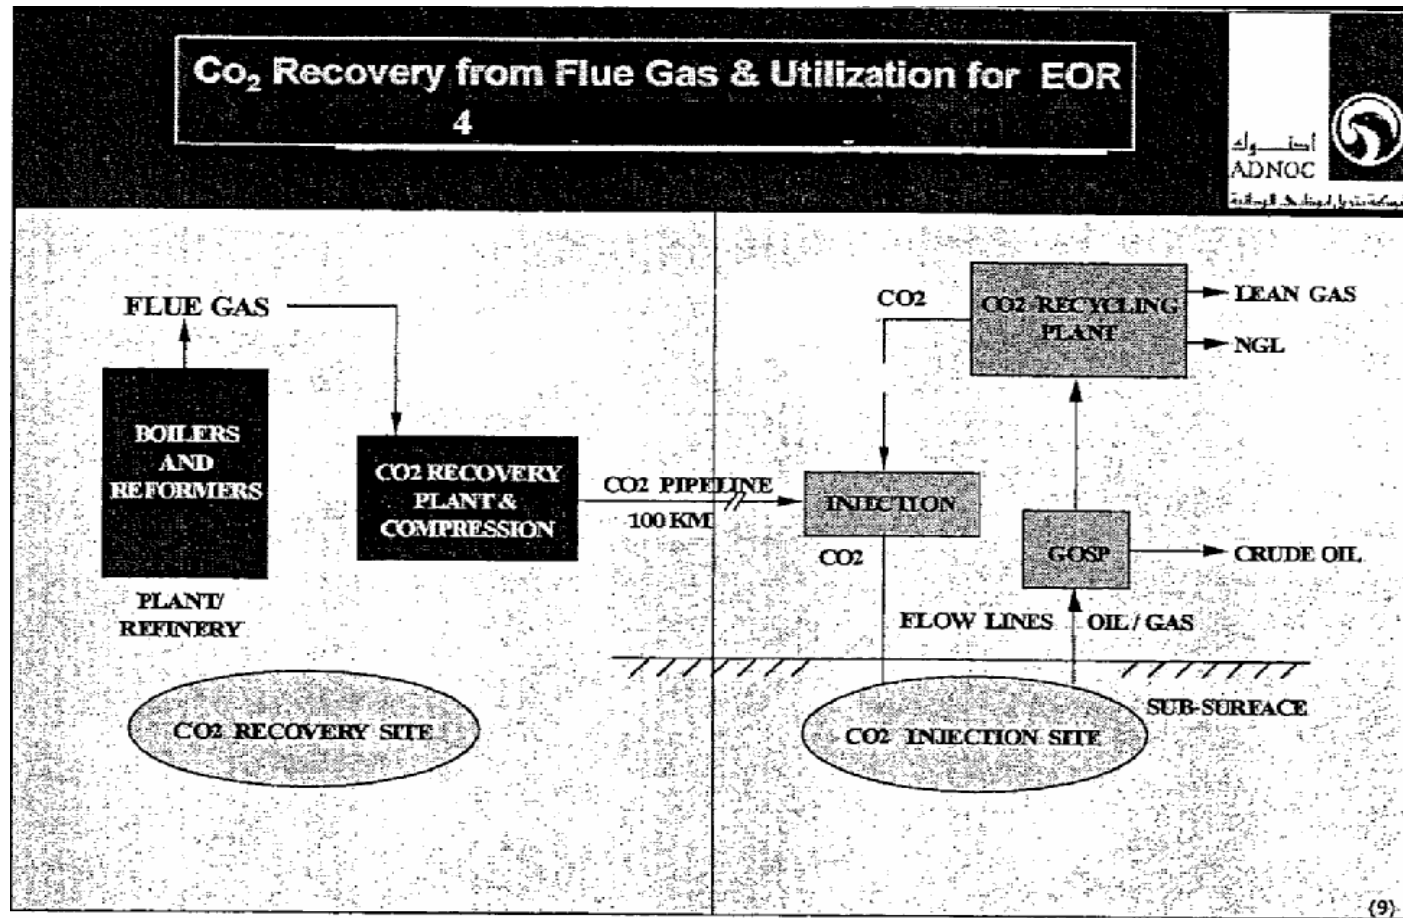 Co₂ Recovery from Flue Gas & Utilization for EOR
4
أدنوك
ADNOC
FLUE GAS
BOILERS
AND
REFORMERS
PLANT/
REFINERY
CO2 RECOVERY
PLANT &
COMPRESSION
CO2 PIPELINE
100 KM
CO2 RECOVERY SITE
CO2
CO2 RECYCLING
PLANT
LEAN GAS
NGL
INJECTION
CO2
GOSP
CRUDE OIL
FLOW LINES
OIL / GAS
SUB-SUREACE
CO2 INJECTION SITE
(9)